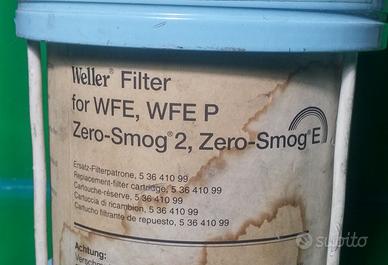 Weller® Filter
for WFE, WFE P
Zero-Smog® 2, Zero-Smog® E
Ersatz-Filterpatrone, 5 36 410 99
Replacement-filter cartridge, 5 36 410 99
Cartouche-réserve, 5 36 410 99
Cartuccia di ricambion, 5 36 410 99
Cartucho filtrante de repuesto, 5 36 410 99
Achtung:
subito